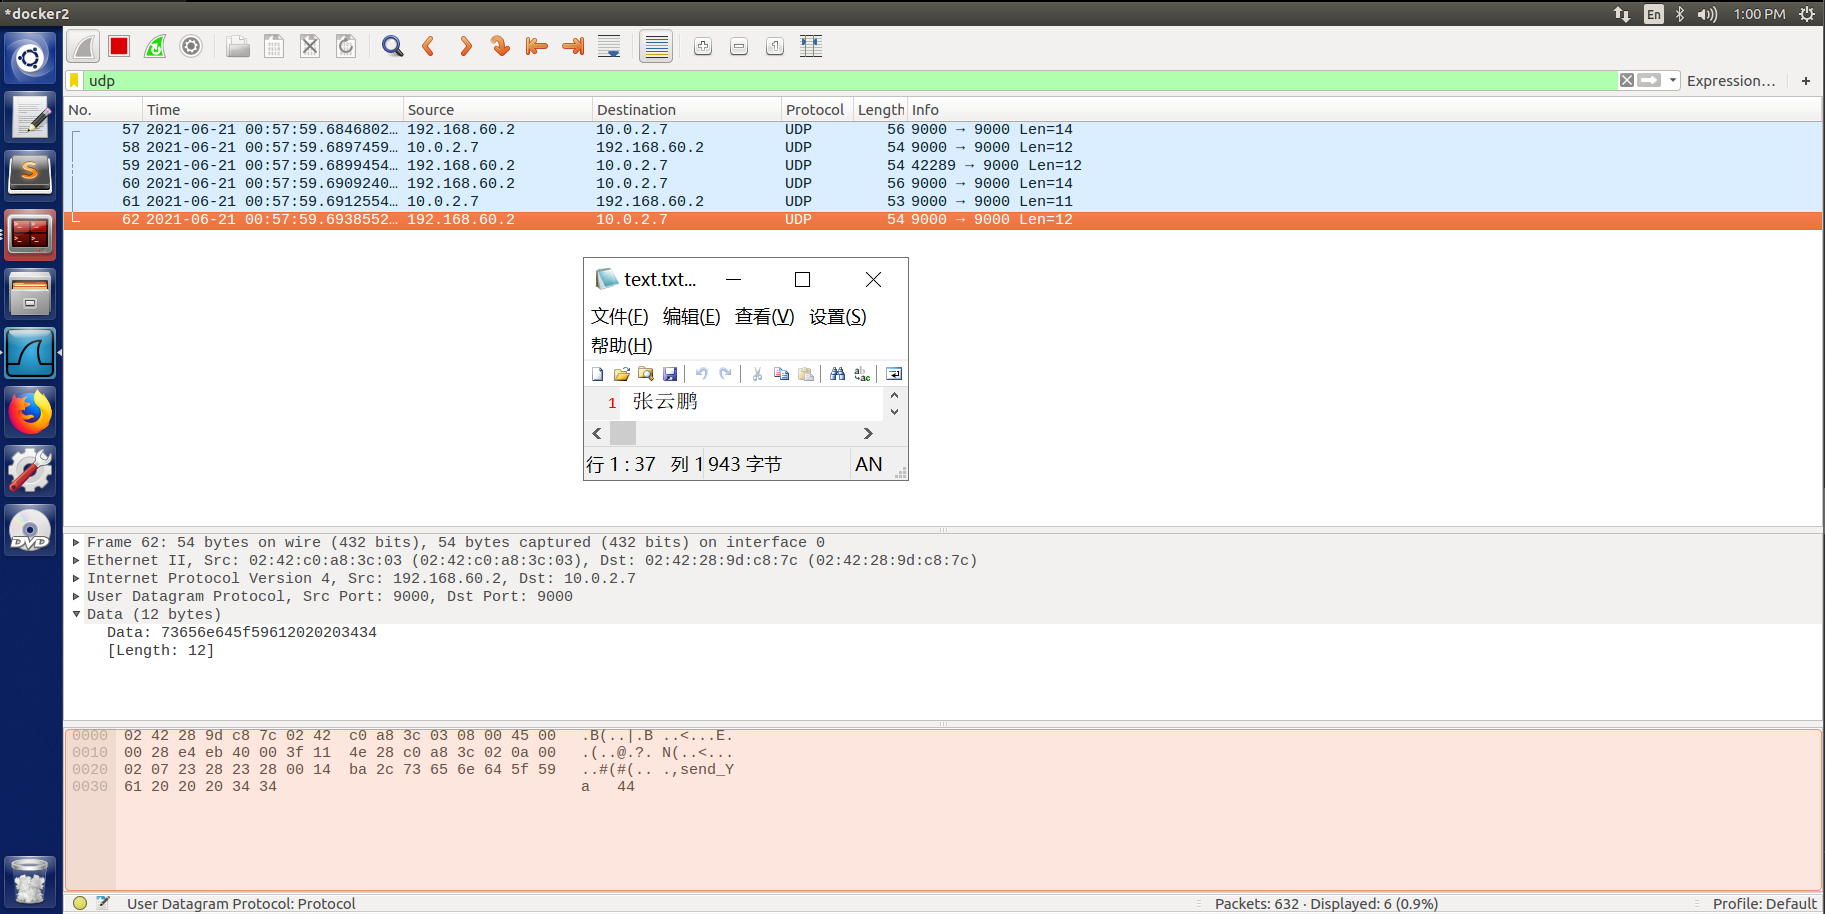 *docker2
En
1:00 PM
udp
Expression…
+
No. Time Source Destination Protocol Length Info
57 2021-06-21 00:57:59.6846802… 192.168.60.2 10.0.2.7 UDP 56 9000 → 9000 Len=14
58 2021-06-21 00:57:59.6897459… 10.0.2.7 192.168.60.2 UDP 54 9000 → 9000 Len=12
59 2021-06-21 00:57:59.6899454… 192.168.60.2 10.0.2.7 UDP 54 42289 → 9000 Len=12
60 2021-06-21 00:57:59.6909240… 192.168.60.2 10.0.2.7 UDP 56 9000 → 9000 Len=14
61 2021-06-21 00:57:59.6912554… 10.0.2.7 192.168.60.2 UDP 53 9000 → 9000 Len=11
62 2021-06-21 00:57:59.6938552… 192.168.60.2 10.0.2.7 UDP 54 9000 → 9000 Len=12
text.txt...
文件(F) 编辑(E) 查看(V) 设置(S)
帮助(H)
1 张云鹏
行 1 : 37 列 1 943 字节 AN
Frame 62: 54 bytes on wire (432 bits), 54 bytes captured (432 bits) on interface 0
Ethernet II, Src: 02:42:c0:a8:3c:03 (02:42:c0:a8:3c:03), Dst: 02:42:28:9d:c8:7c (02:42:28:9d:c8:7c)
Internet Protocol Version 4, Src: 192.168.60.2, Dst: 10.0.2.7
User Datagram Protocol, Src Port: 9000, Dst Port: 9000
Data (12 bytes)
Data: 73656e645f59612020203434
[Length: 12]
0000 02 42 28 9d c8 7c 02 42 c0 a8 3c 03 08 00 45 00 .B(..|.B ..<...E.
0010 00 28 e4 eb 40 00 3f 11 4e 28 c0 a8 3c 02 0a 00 .(..@.?. N(..<...
0020 02 07 23 28 23 28 00 14 ba 2c 73 65 6e 64 5f 59 ..#(#(.. .,send_Y
0030 61 20 20 20 34 34 a 44
User Datagram Protocol: Protocol
Packets: 632 · Displayed: 6 (0.9%)
Profile: Default